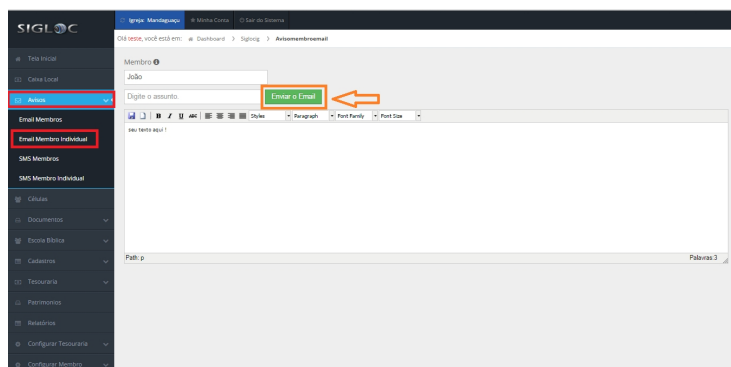 SIGLOC
Igreja: Mandaguaçu Minha Conta Sair do Sistema
Olá teste, você está em: Dashboard > Siglocig > Avisomembroemail
Tela Inicial
Caixa Local
Avisos
Email Membros
Email Membro Individual
SMS Membros
SMS Membro Individual
Células
Documentos
Escola Bíblica
Cadastros
Tesouraria
Patrimonios
Relatórios
Configurar Tesouraria
Configurar Membro
Membro
João
Digite o assunto. Enviar o Email
B I U ABC Styles Paragraph Font Family Font Size
seu texto aqui !
Path: p Palavras:3